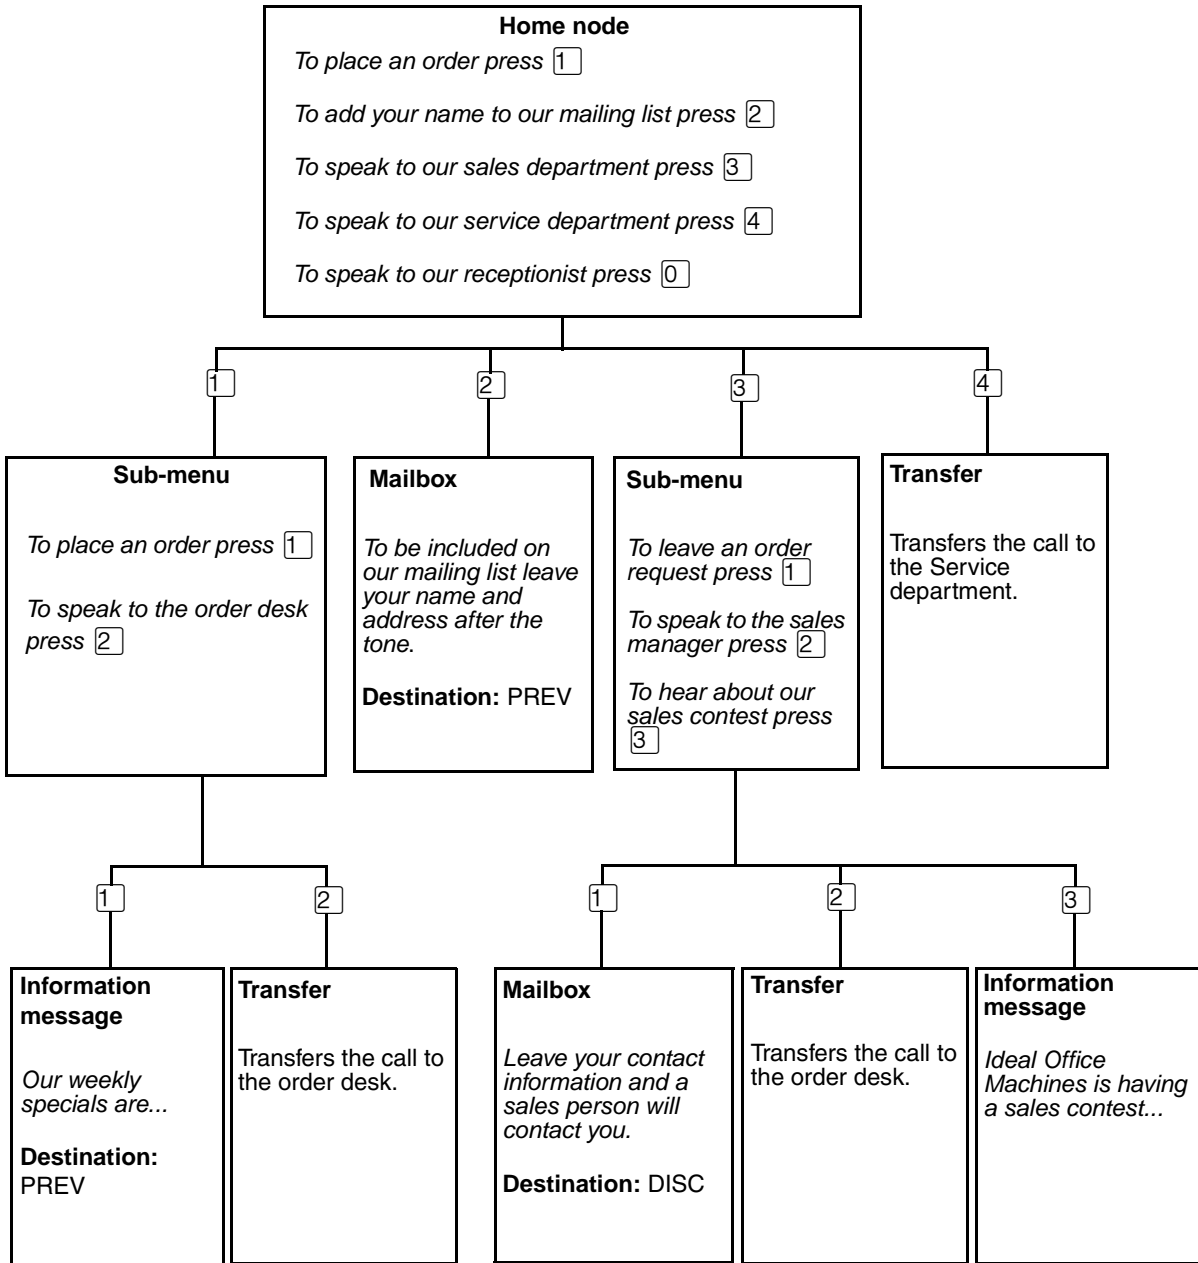 Home node
To place an order press 1
To add your name to our mailing list press 2
To speak to our sales department press 3
To speak to our service department press 4
To speak to our receptionist press 0
1
2
3
4
Sub-menu
To place an order press 1
To speak to the order desk
press 2
Mailbox
To be included on
our mailing list leave
your name and
address after the
tone.
Destination: PREV
Sub-menu
To leave an order
request press 1
To speak to the sales
manager press 2
To hear about our
sales contest press
3
Transfer
Transfers the call to
the Service
department.
1
2
1
2
3
Information
message
Our weekly
specials are...
Destination:
PREV
Transfer
Transfers the call to
the order desk.
Mailbox
Leave your contact
information and a
sales person will
contact you.
Destination: DISC
Transfer
Transfers the call to
the order desk.
Information
message
Ideal Office
Machines is having
a sales contest...